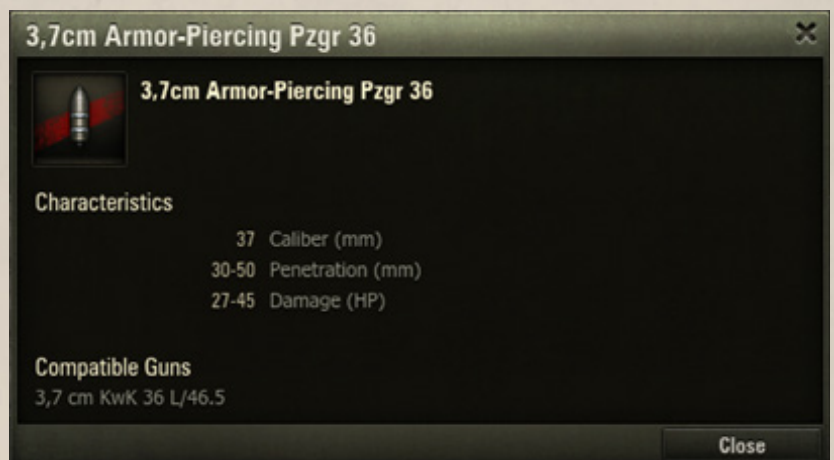 3,7cm Armor-Piercing Pzgr 36
3,7cm Armor-Piercing Pzgr 36
Characteristics
37 Caliber (mm)
30-50 Penetration (mm)
27-45 Damage (HP)
Compatible Guns
3,7 cm KwK 36 L/46.5
Close